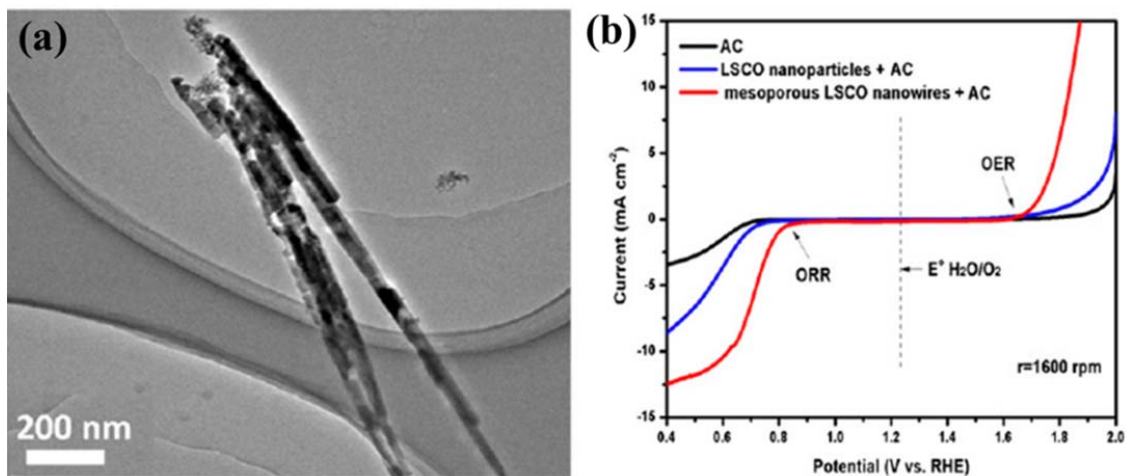 (a)
200 nm
(b)
AC
LSCO nanoparticles + AC
mesoporous LSCO nanowires + AC
OER
ORR
E° H₂O/O₂
r=1600 rpm
Current (mA cm⁻²)
15
10
5
0
-5
-10
-15
0.4 0.6 0.8 1.0 1.2 1.4 1.6 1.8 2.0
Potential (V vs. RHE)